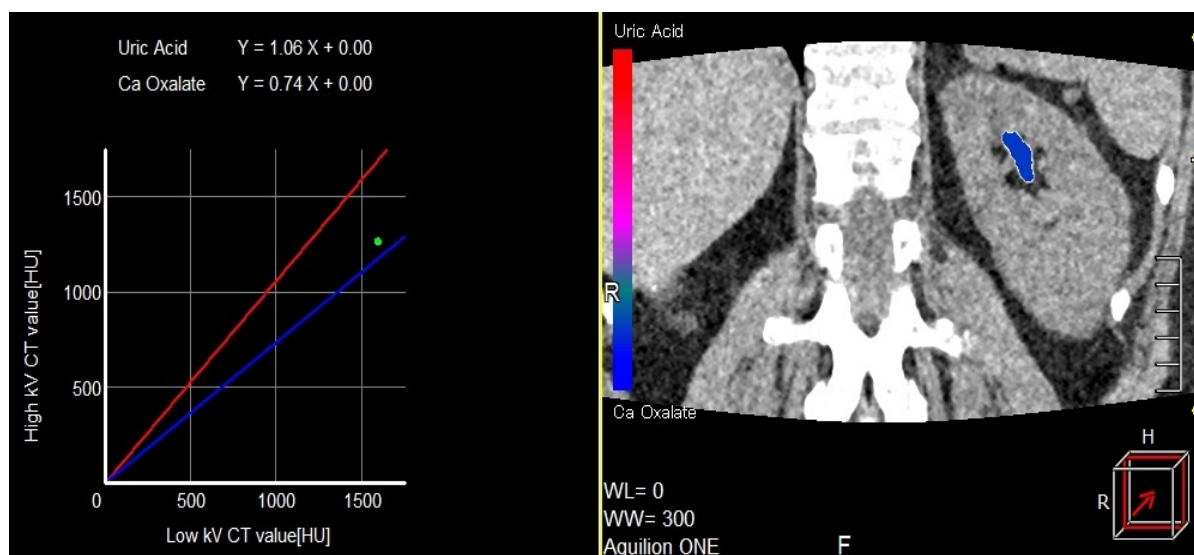 Uric Acid Y = 1.06 X + 0.00
Ca Oxalate Y = 0.74 X + 0.00
High kV CT value[HU]
1500
1000
500
0 500 1000 1500
Low kV CT value[HU]
Uric Acid
R
Ca Oxalate
WL= 0
WW= 300
Aquilion ONE
F
H
R